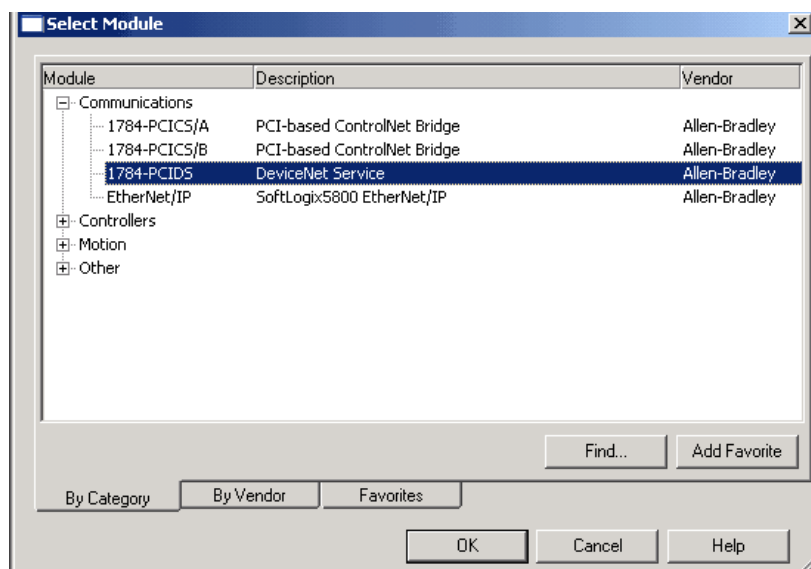 Select Module
Module Description Vendor
Communications
1784-PCICS/A PCI-based ControlNet Bridge Allen-Bradley
1784-PCICS/B PCI-based ControlNet Bridge Allen-Bradley
1784-PCIDS DeviceNet Service Allen-Bradley
EtherNet/IP SoftLogix5800 EtherNet/IP Allen-Bradley
Controllers
Motion
Other
Find... Add Favorite
By Category By Vendor Favorites
OK Cancel Help